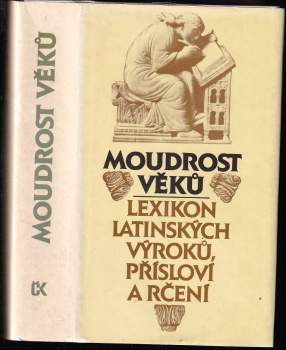 MOUDROST VĚKŮ
MOUDROST
VĚKŮ
LEXIKON
LATINSKÝCH
VÝROKŮ,
PŘÍSLOVÍ
A RČENÍ